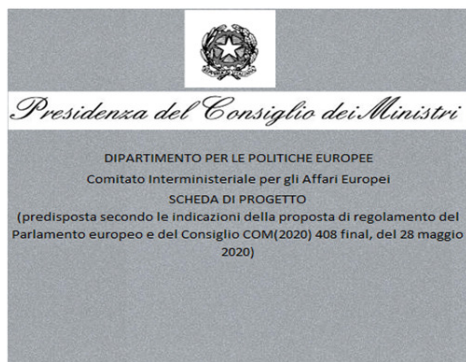 Presidenza del Consiglio dei Ministri
DIPARTIMENTO PER LE POLITICHE EUROPEE
Comitato Interministeriale per gli Affari Europei
SCHEDA DI PROGETTO
(predisposta secondo le indicazioni della proposta di regolamento del
Parlamento europeo e del Consiglio COM(2020) 408 final, del 28 maggio
2020)